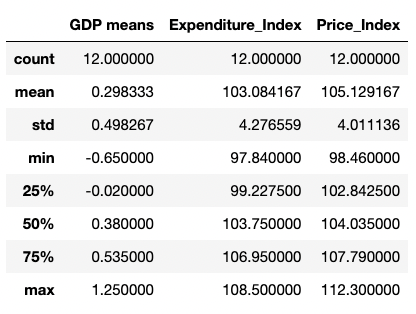 GDP means Expenditure_Index Price_Index
count 12.000000 12.000000 12.000000
mean 0.298333 103.084167 105.129167
std 0.498267 4.276559 4.011136
min -0.650000 97.840000 98.460000
25% -0.020000 99.227500 102.842500
50% 0.380000 103.750000 104.035000
75% 0.535000 106.950000 107.790000
max 1.250000 108.500000 112.300000